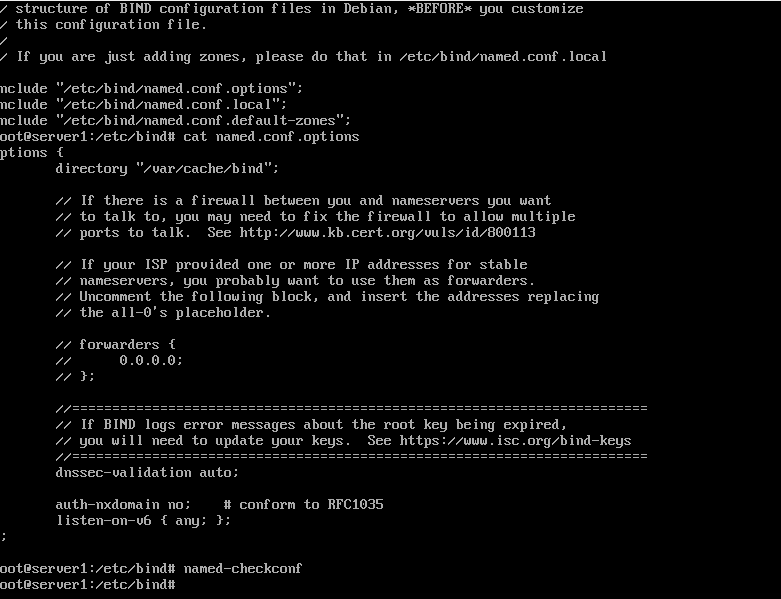 / structure of BIND configuration files in Debian, *BEFORE* you customize
/ this configuration file.
/
/ If you are just adding zones, please do that in /etc/bind/named.conf.local
nclude "/etc/bind/named.conf.options";
nclude "/etc/bind/named.conf.local";
nclude "/etc/bind/named.conf.default-zones";
oot@server1:/etc/bind# cat named.conf.options
ptions {
        directory "/var/cache/bind";
        // If there is a firewall between you and nameservers you want
        // to talk to, you may need to fix the firewall to allow multiple
        // ports to talk.  See http://www.kb.cert.org/vuls/id/800113
        // If your ISP provided one or more IP addresses for stable
        // nameservers, you probably want to use them as forwarders.
        // Uncomment the following block, and insert the addresses replacing
        // the all-0's placeholder.
        // forwarders {
        //      0.0.0.0;
        // };
        //========================================================================
        // If BIND logs error messages about the root key being expired,
        // you will need to update your keys.  See https://www.isc.org/bind-keys
        //========================================================================
        dnssec-validation auto;
        auth-nxdomain no;    # conform to RFC1035
        listen-on-v6 { any; };
;
oot@server1:/etc/bind# named-checkconf
oot@server1:/etc/bind#